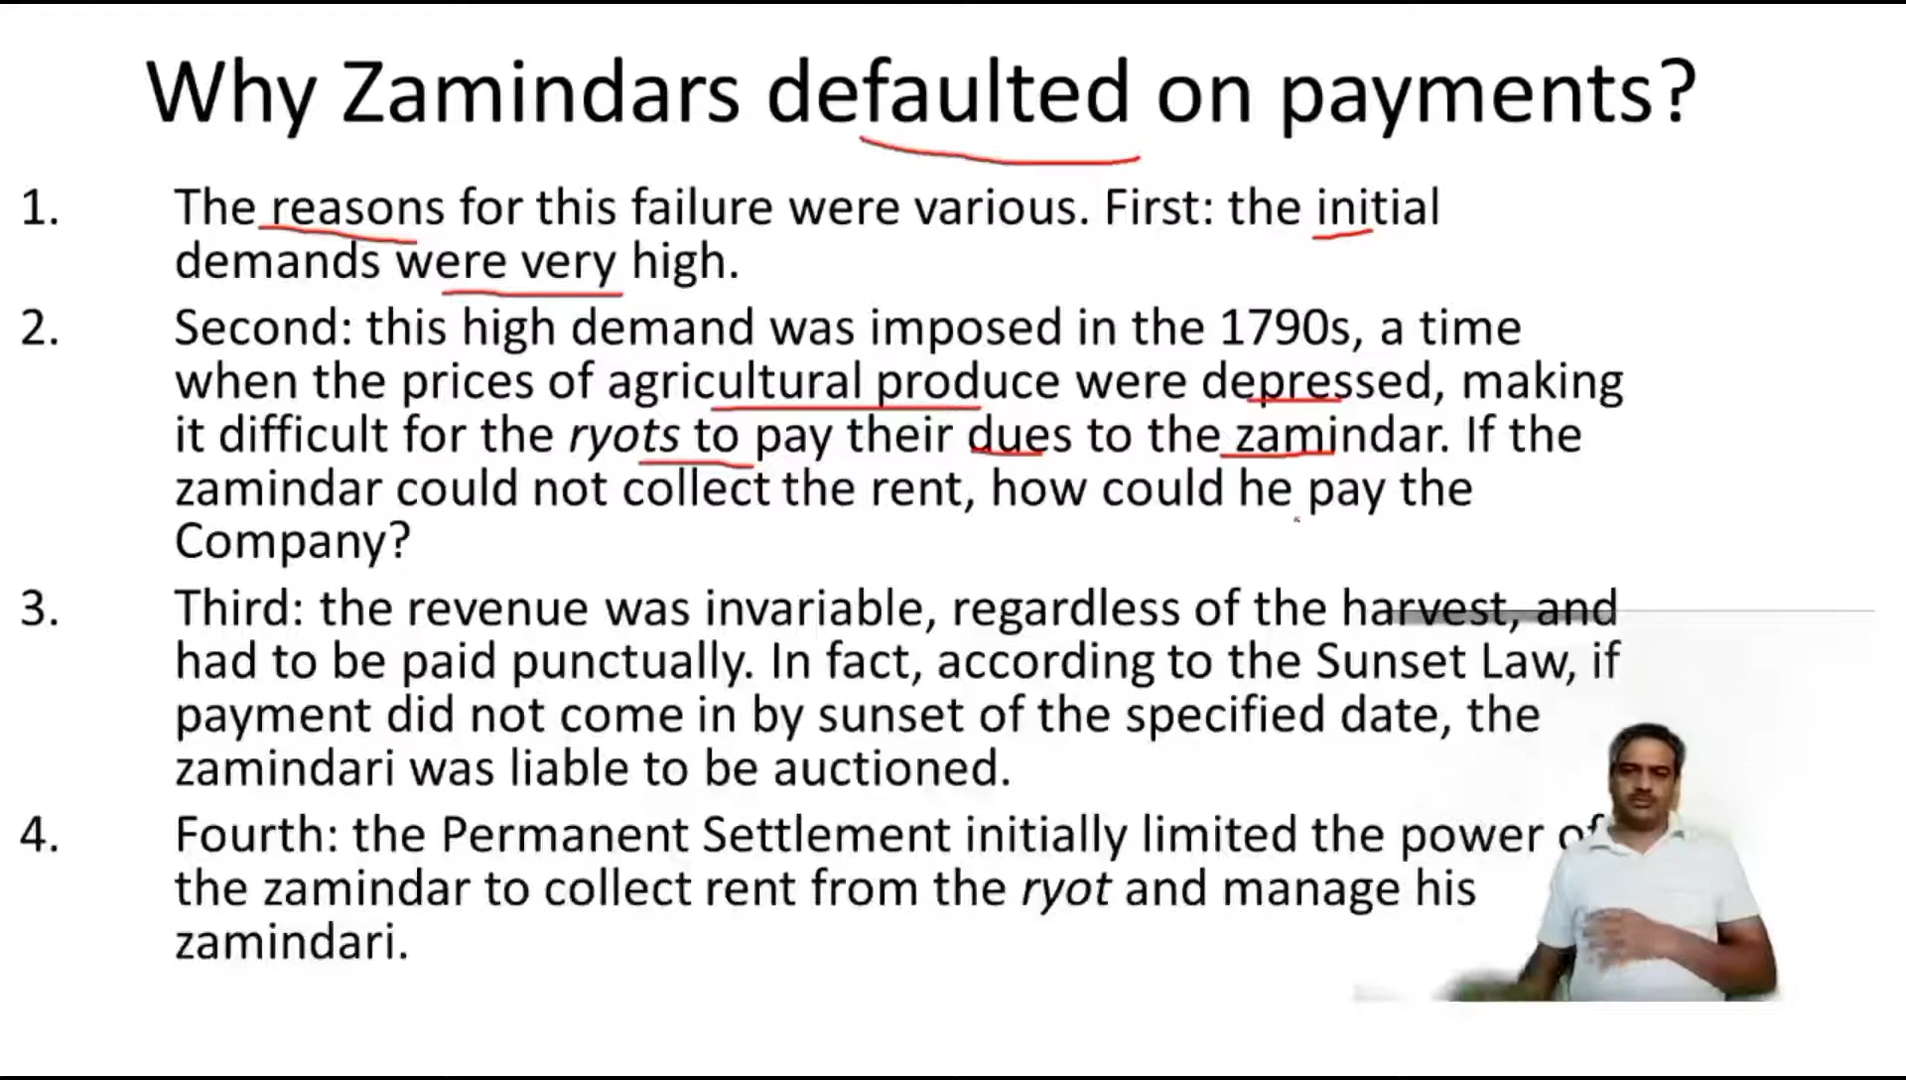 Why Zamindars defaulted on payments?
1. The reasons for this failure were various. First: the initial
demands were very high.
2. Second: this high demand was imposed in the 1790s, a time
when the prices of agricultural produce were depressed, making
it difficult for the ryots to pay their dues to the zamindar. If the
zamindar could not collect the rent, how could he pay the
Company?
3. Third: the revenue was invariable, regardless of the harvest, and
had to be paid punctually. In fact, according to the Sunset Law, if
payment did not come in by sunset of the specified date, the
zamindari was liable to be auctioned.
4. Fourth: the Permanent Settlement initially limited the power of
the zamindar to collect rent from the ryot and manage his
zamindari.